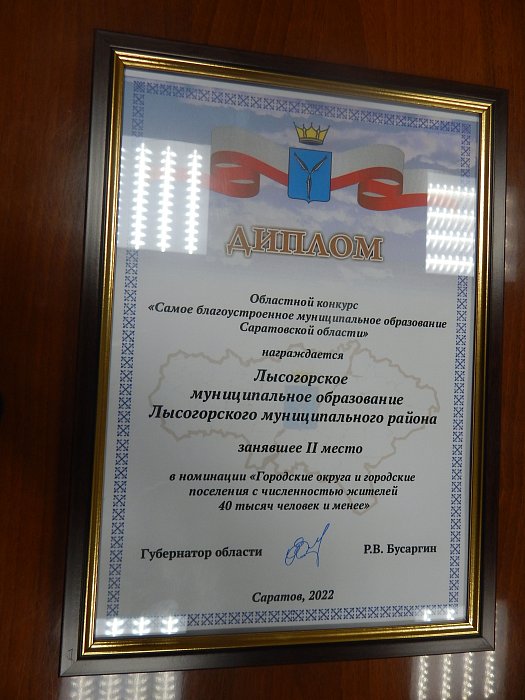 ДИПЛОМ
Областной конкурс
«Самое благоустроенное муниципальное образование
Саратовской области»
награждается
Лысогорское
муниципальное образование
Лысогорского муниципального района
занявшее II место
в номинации «Городские округа и городские
поселения с численностью жителей
40 тысяч человек и менее»
Губернатор области Р.В. Бусаргин
Саратов, 2022